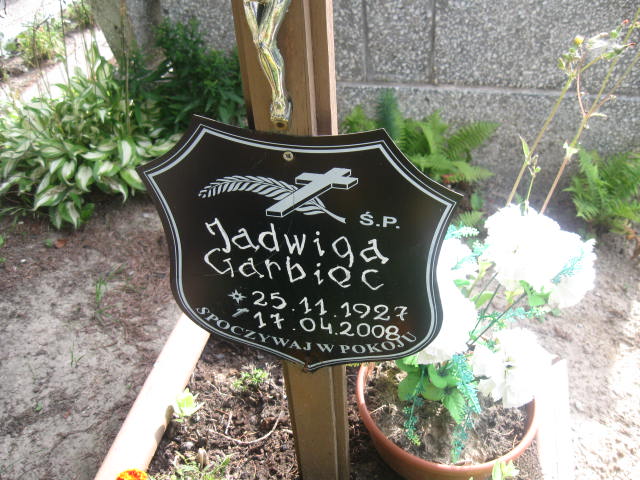 Ś.P.
Jadwiga
Garbiec
* 25.11.1927
17.04.2008
SPOCZYWAJ W POKOJU